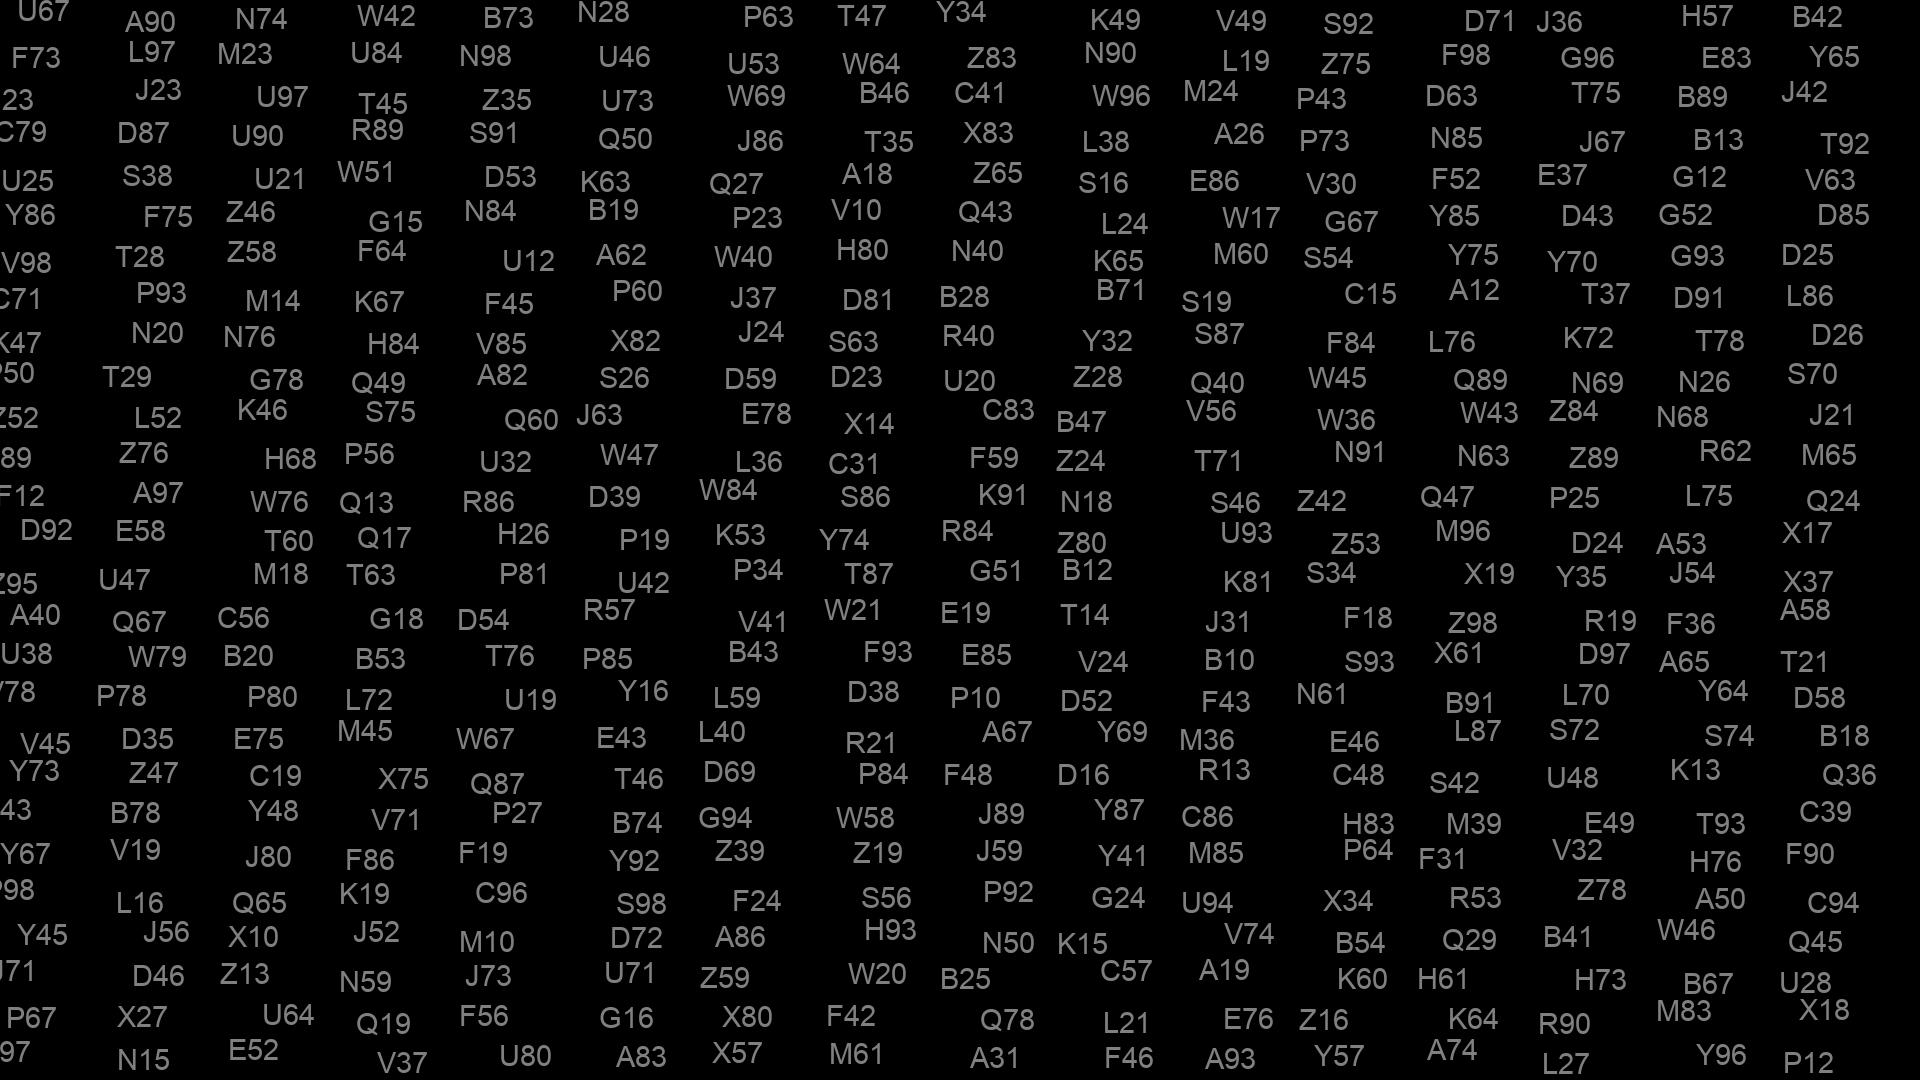 U67 A90 N74 W42 B73 N28 P63 T47 Y34 K49 V49 S92 D71 J36 H57 B42
F73 L97 M23 U84 N98 U46 U53 W64 Z83 N90 L19 Z75 F98 G96 E83 Y65
23 J23 U97 T45 Z35 U73 W69 B46 C41 W96 M24 P43 D63 T75 B89 J42
C79 D87 U90 R89 S91 Q50 J86 T35 X83 L38 A26 P73 N85 J67 B13 T92
U25 S38 U21 W51 D53 K63 Q27 A18 Z65 S16 E86 V30 F52 E37 G12 V63
Y86 F75 Z46 G15 N84 B19 P23 V10 Q43 L24 W17 G67 Y85 D43 G52 D85
V98 T28 Z58 F64 U12 A62 W40 H80 N40 K65 M60 S54 Y75 Y70 G93 D25
C71 P93 M14 K67 F45 P60 J37 D81 B28 B71 S19 C15 A12 T37 D91 L86
K47 N20 N76 H84 V85 X82 J24 S63 R40 Y32 S87 F84 L76 K72 T78 D26
50 T29 G78 Q49 A82 S26 D59 D23 U20 Z28 Q40 W45 Q89 N69 N26 S70
Z52 L52 K46 S75 Q60 J63 E78 X14 C83 B47 V56 W36 W43 Z84 N68 J21
89 Z76 H68 P56 U32 W47 L36 C31 F59 Z24 T71 N91 N63 Z89 R62 M65
F12 A97 W76 Q13 R86 D39 W84 S86 K91 N18 S46 Z42 Q47 P25 L75 Q24
D92 E58 T60 Q17 H26 P19 K53 Y74 R84 Z80 U93 Z53 M96 D24 A53 X17
Z95 U47 M18 T63 P81 U42 P34 T87 G51 B12 K81 S34 X19 Y35 J54 X37
A40 Q67 C56 G18 D54 R57 V41 W21 E19 T14 J31 F18 Z98 R19 F36 A58
U38 W79 B20 B53 T76 P85 B43 F93 E85 V24 B10 S93 X61 D97 A65 T21
78 P78 P80 L72 U19 Y16 L59 D38 P10 D52 F43 N61 B91 L70 Y64 D58
V45 D35 E75 M45 W67 E43 L40 R21 A67 Y69 M36 E46 L87 S72 S74 B18
Y73 Z47 C19 X75 Q87 T46 D69 P84 F48 D16 R13 C48 S42 U48 K13 Q36
43 B78 Y48 V71 P27 B74 G94 W58 J89 Y87 C86 H83 M39 E49 T93 C39
Y67 V19 J80 F86 F19 Y92 Z39 Z19 J59 Y41 M85 P64 F31 V32 H76 F90
98 L16 Q65 K19 C96 S98 F24 S56 P92 G24 U94 X34 R53 Z78 A50 C94
Y45 J56 X10 J52 M10 D72 A86 H93 N50 K15 V74 B54 Q29 B41 W46 Q45
71 D46 Z13 N59 J73 U71 Z59 W20 B25 C57 A19 K60 H61 H73 B67 U28
P67 X27 U64 Q19 F56 G16 X80 F42 Q78 L21 E76 Z16 K64 R90 M83 X18
97 N15 E52 V37 U80 A83 X57 M61 A31 F46 A93 Y57 A74 L27 Y96 P12